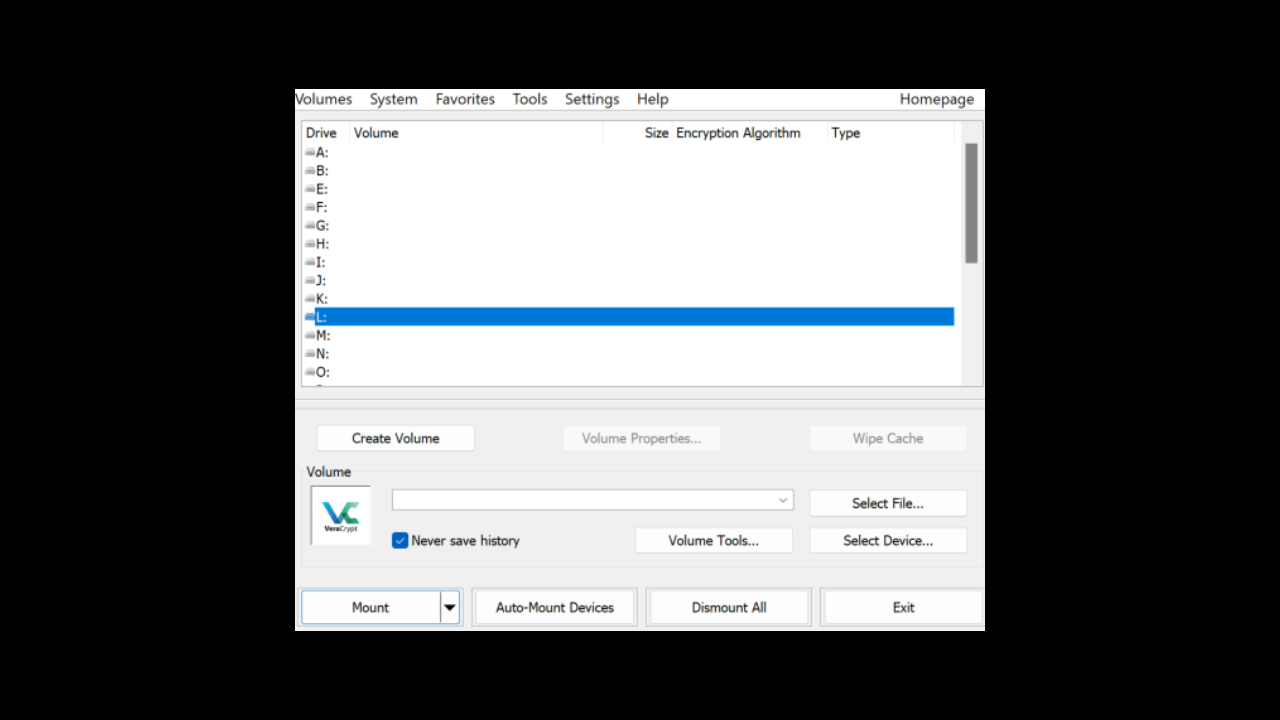 Volumes System Favorites Tools Settings Help Homepage
Drive Volume Size Encryption Algorithm Type
A:
B:
E:
F:
G:
H:
I:
J:
K:
L:
M:
N:
O:
Create Volume Volume Properties... Wipe Cache
Volume
VeraCrypt
Select File...
Never save history Volume Tools... Select Device...
Mount Auto-Mount Devices Dismount All Exit